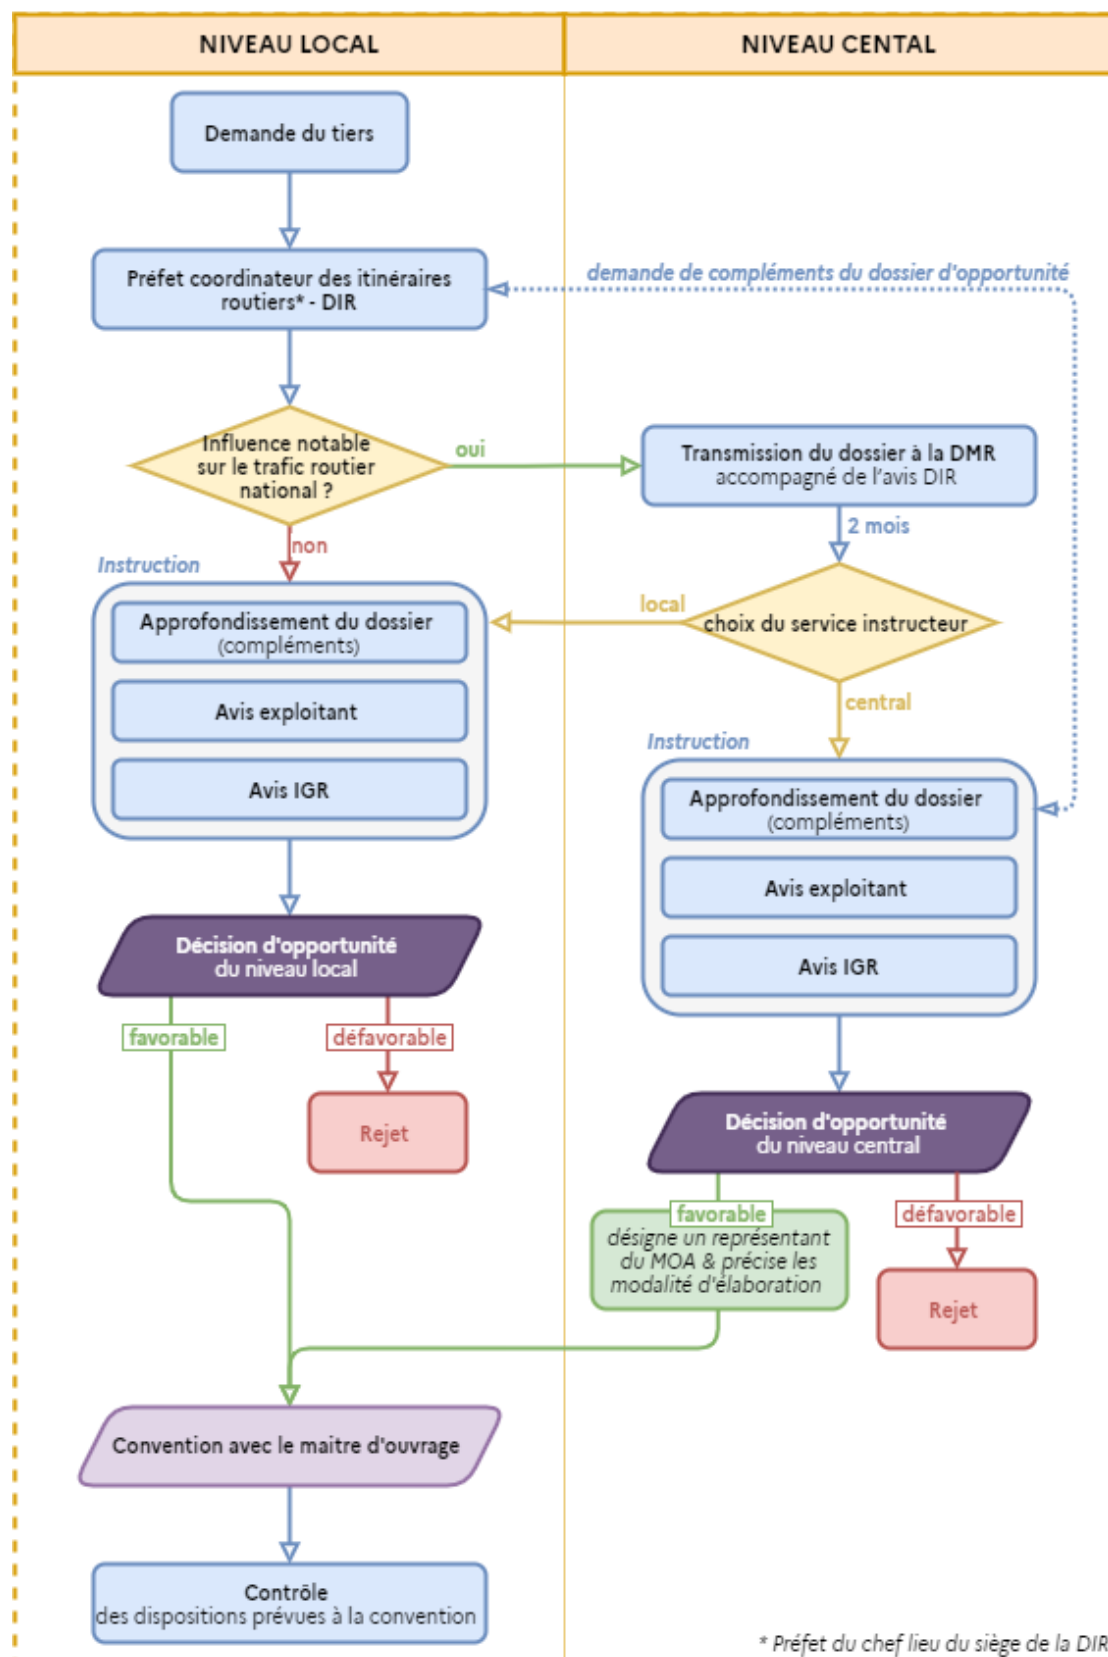 NIVEAU LOCAL
NIVEAU CENTAL
Demande du tiers
Préfet coordinateur des itinéraires
routiers* - DIR
demande de compléments du dossier d'opportunité
Influence notable
sur le trafic routier
national ?
oui
non
Transmission du dossier à la DMR
accompagné de l'avis DIR
2 mois
choix du service instructeur
local
central
Instruction
Approfondissement du dossier
(compléments)
Avis exploitant
Avis IGR
Instruction
Approfondissement du dossier
(compléments)
Avis exploitant
Avis IGR
Décision d'opportunité
du niveau local
favorable
défavorable
Rejet
Décision d'opportunité
du niveau central
favorable
défavorable
désigne un représentant
du MOA & précise les
modalité d'élaboration
Rejet
Convention avec le maitre d'ouvrage
Contrôle
des dispositions prévues à la convention
* Préfet du chef lieu du siège de la DIR